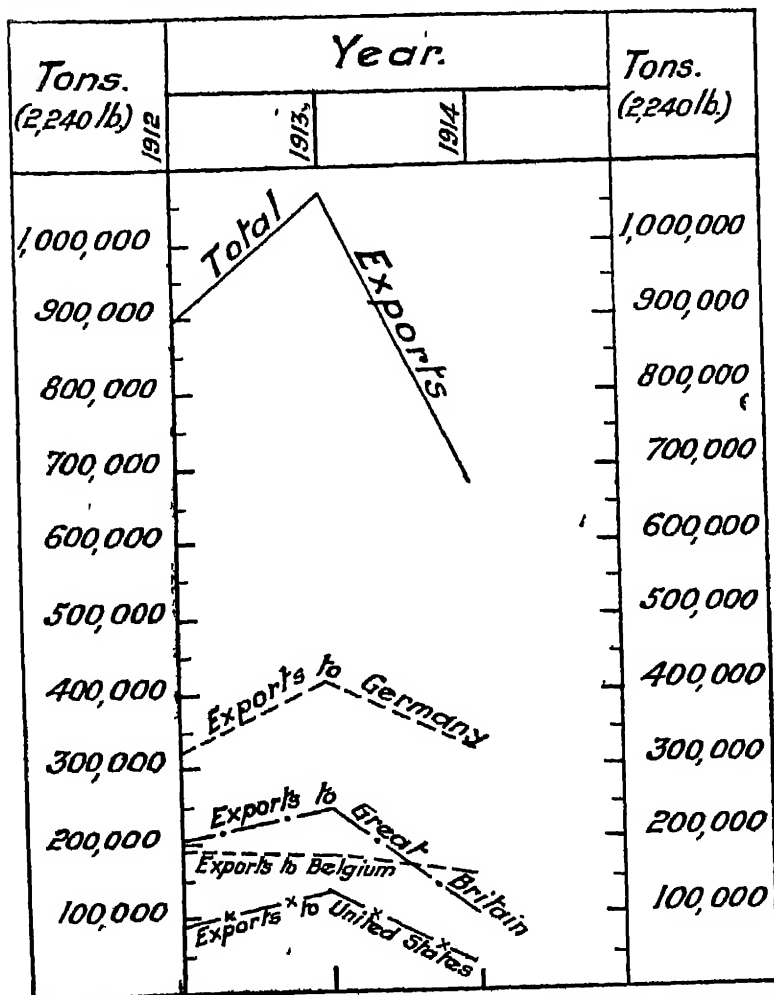 Tons.
(2,240 lb.)
Year.
Tons.
(2,240 lb.)
1912
1913.
1914
1,000,000
900,000
800,000
700,000
600,000
500,000
400,000
300,000
200,000
100,000
Total Exports
Exports to Germany
Exports to Great Britain
Exports to Belgium
Exports to United States
1,000,000
900,000
800,000
700,000
600,000
500,000
400,000
300,000
200,000
100,000